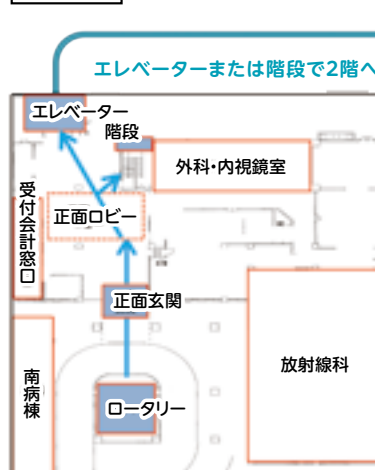 エレベーターまたは階段で2階へ
エレベーター
階段
外科・内視鏡室
受付会計窓口
正面ロビー
正面玄関
放射線科
南病棟
ロータリー